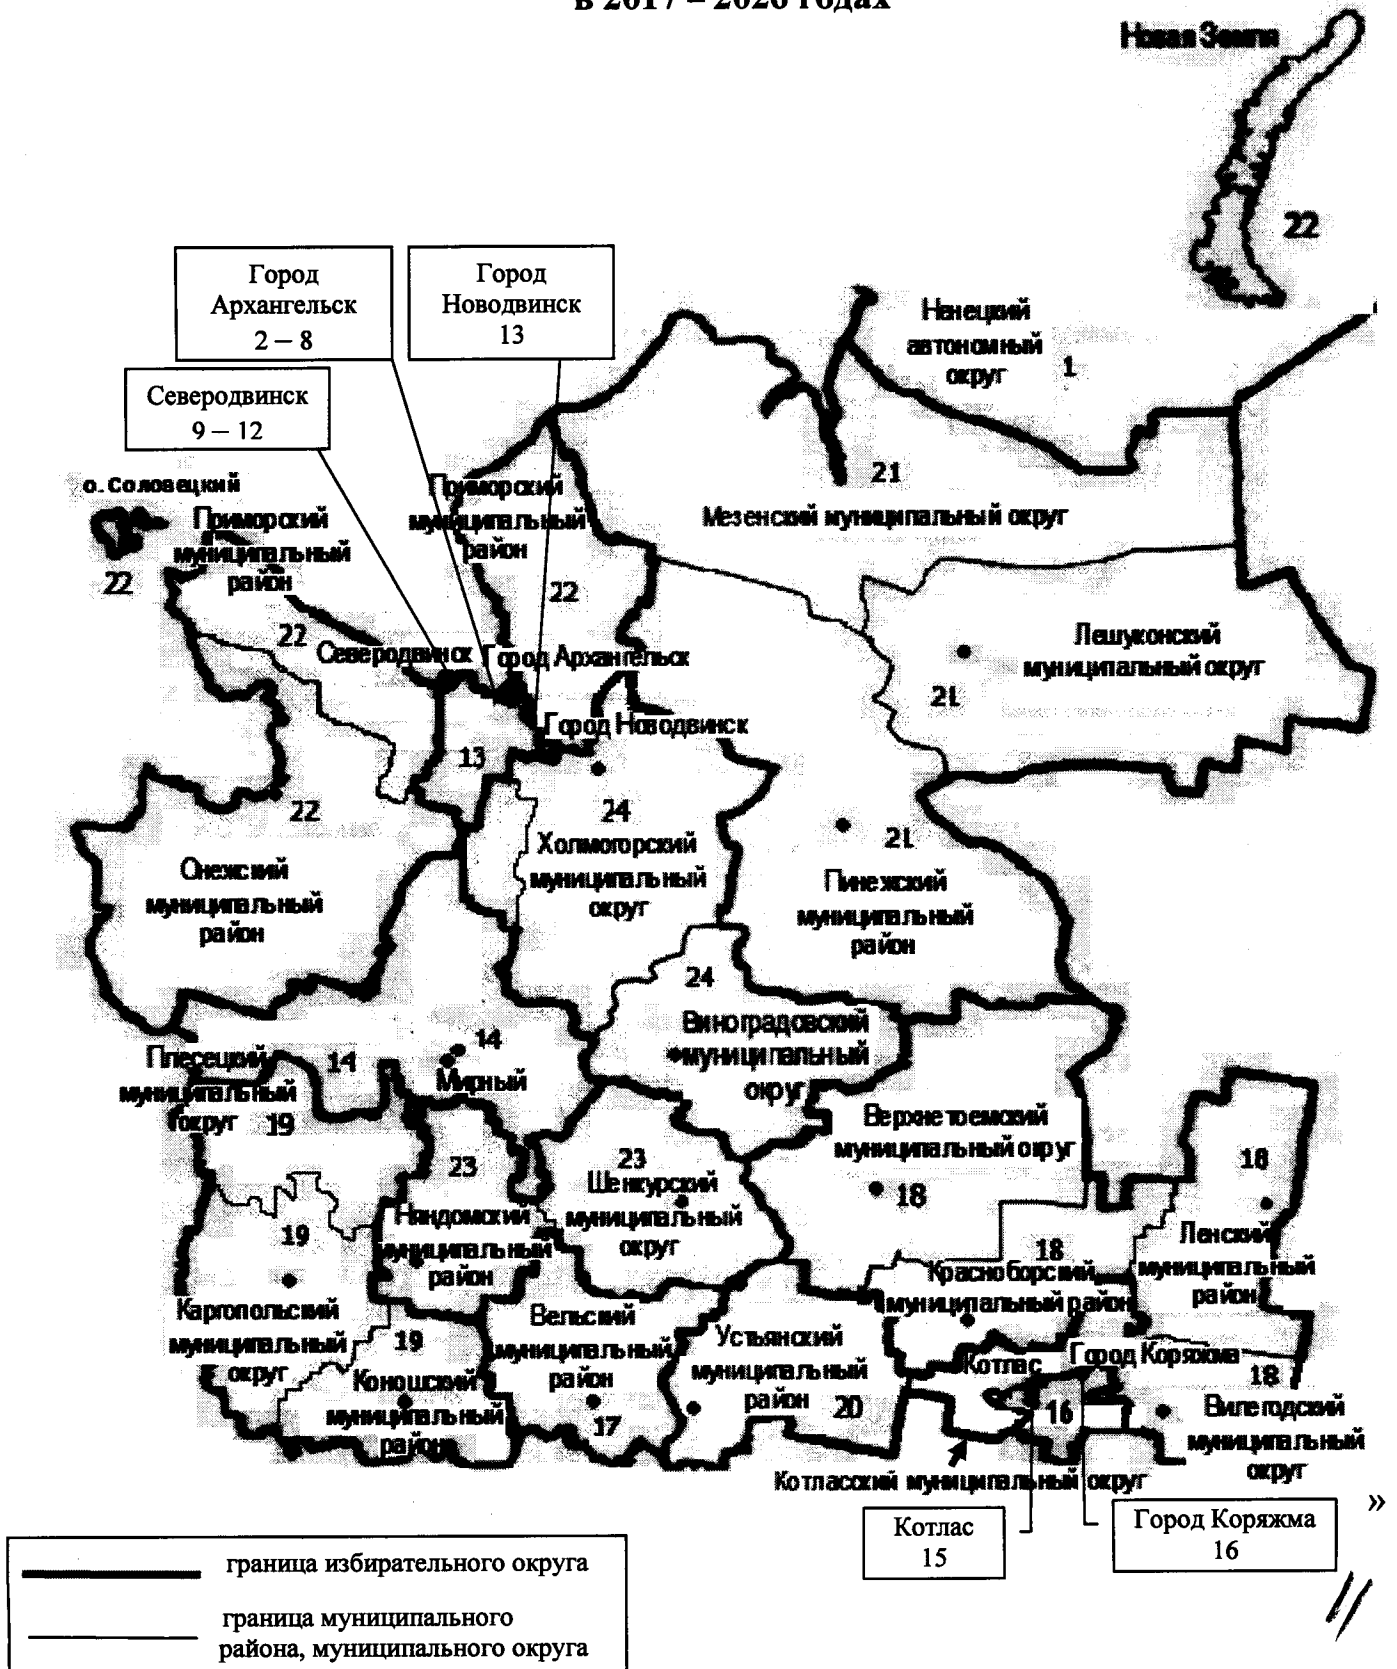 в 2017 – 2026 годах
Новая Земля
22
Город
Архангельск
2 – 8
Город
Новодвинск
13
Северодвинск
9 – 12
Ненецкий
автономный
округ
1
о. Соловецкий
22
Приморский
муниципальный
район
22
Приморский
муниципальный
район
22
21
Мезенский муниципальный округ
Лешуконский
муниципальный округ
21
Северодвинск
Город Архангельск
Город Новодвинск
13
22
Онежский
муниципальный
район
24
Холмогорский
муниципальный
округ
21
Пинежский
муниципальный
район
24
Виноградовский
муниципальный
округ
Плесецкий
муниципальный
округ
14
14
Мирный
19
23
Няндомский
муниципальный
район
23
Шенкурский
муниципальный
округ
Верхнетоемский
муниципальный округ
18
18
Ленский
муниципальный
район
19
Каргопольский
муниципальный
округ
18
Красноборский
муниципальный район
19
Коношский
муниципальный
район
Вельский
муниципальный
район
17
Устьянский
муниципальный
район
20
Котлас
Город Коряжма
16
18
Вилегодский
муниципальный
округ
Котласский муниципальный округ
Котлас
15
Город Коряжма
16
»
граница избирательного округа
граница муниципального
района, муниципального округа